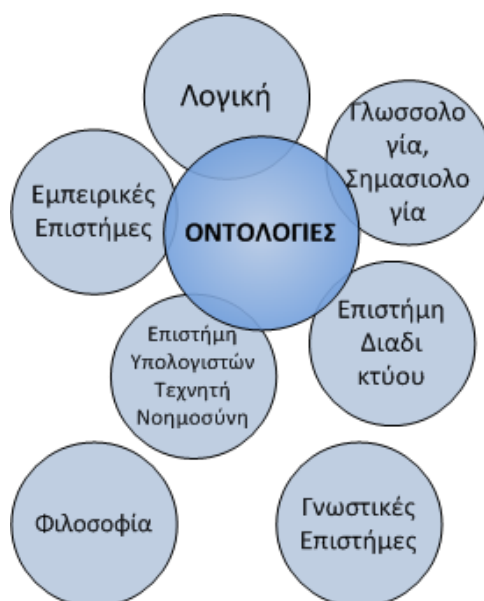 Λογική
Γλωσσολο
γία,
Σημασιολο
γία
Εμπειρικές
Επιστήμες
ΟΝΤΟΛΟΓΙΕΣ
Επιστήμη
Διαδι
κτύου
Επιστήμη
Υπολογιστών
Τεχνητή
Νοημοσύνη
Φιλοσοφία
Γνωστικές
Επιστήμες